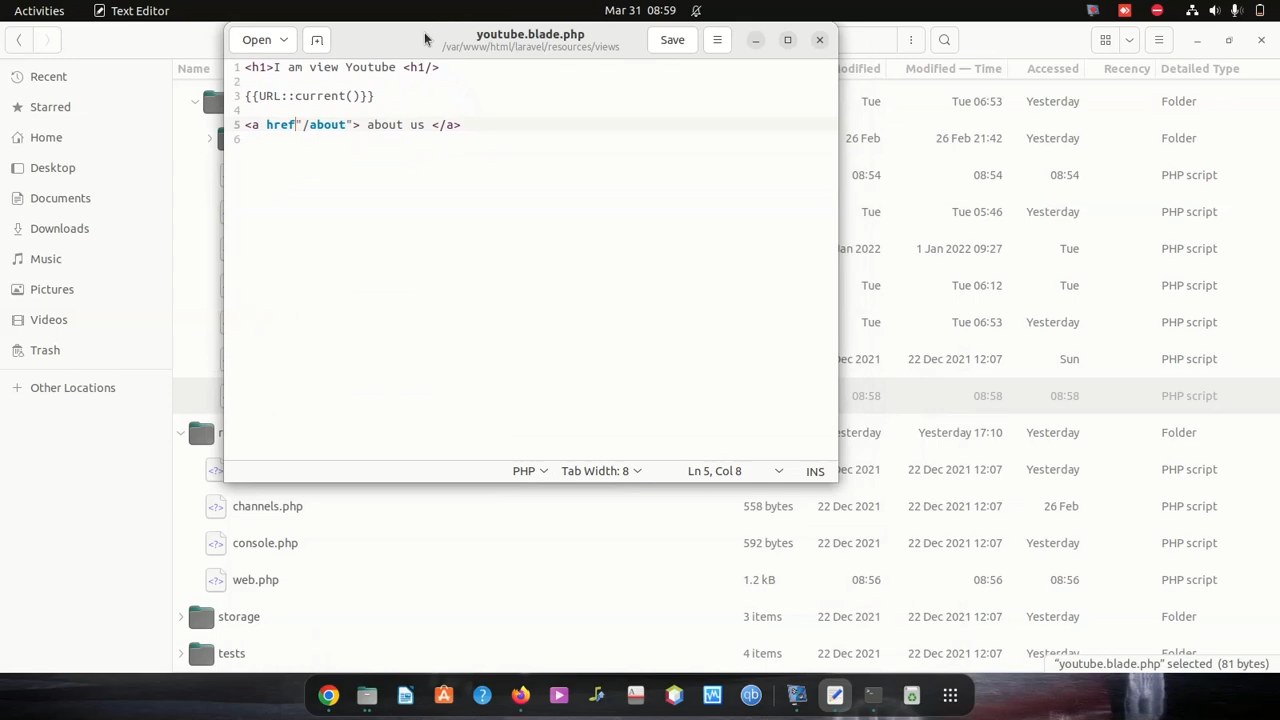 Activities
Text Editor
Mar 31 08:59
Open
youtube.blade.php
/var/www/html/laravel/resources/views
Save
Recent
Starred
Home
Desktop
Documents
Downloads
Music
Pictures
Videos
Trash
Other Locations
1 <h1>I am view Youtube <h1/>
2
3 {{URL::current()}}
4
5 <a href"/about"> about us </a>
6
PHP
Tab Width: 8
Ln 5, Col 8
INS
Name
Modified — Time
Accessed
Recency
Detailed Type
Tue
Tue 06:53
Yesterday
Folder
26 Feb
26 Feb 21:42
Yesterday
Folder
08:54
08:54
08:54
PHP script
Tue
Tue 05:46
Yesterday
PHP script
Jan 2022
1 Jan 2022 09:27
Tue
PHP script
Tue
Tue 06:12
Tue
PHP script
Tue
Tue 06:53
Yesterday
PHP script
Dec 2021
22 Dec 2021 12:07
Sun
PHP script
08:58
08:58
08:58
PHP script
Yesterday 17:10
Yesterday
Folder
22 Dec 2021
22 Dec 2021 12:07
Yesterday
PHP script
channels.php
558 bytes
22 Dec 2021
22 Dec 2021 12:07
26 Feb
PHP script
console.php
592 bytes
22 Dec 2021
22 Dec 2021 12:07
Yesterday
PHP script
web.php
1.2 kB
08:56
08:56
08:56
PHP script
storage
3 items
22 Dec 2021
22 Dec 2021 12:07
Yesterday
Folder
tests
4 items
22 Dec 2021
22 Dec 2021 12:07
"youtube.blade.php" selected (81 bytes)